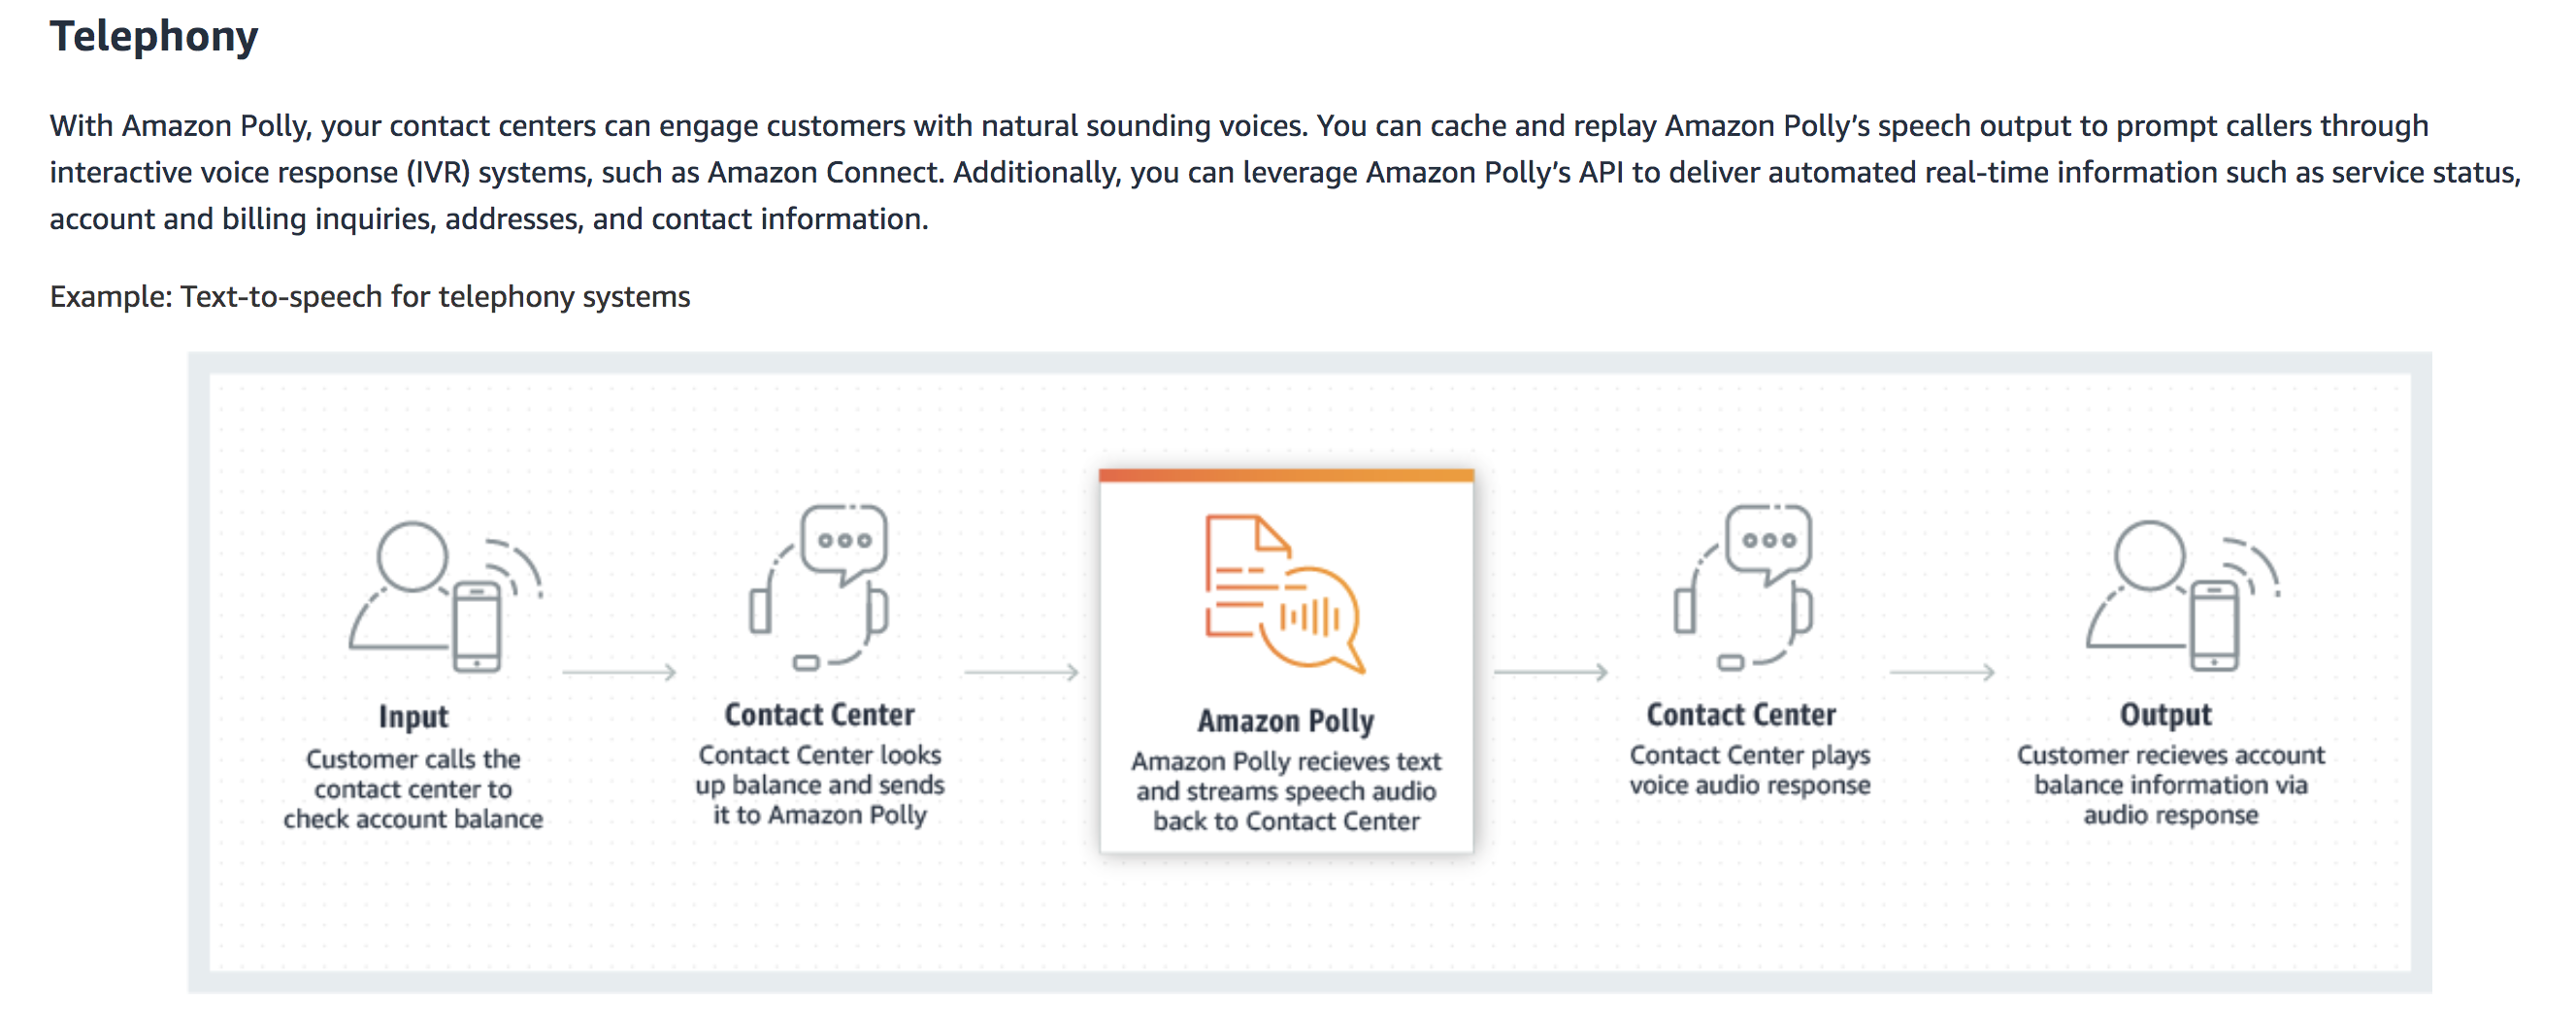 Telephony
With Amazon Polly, your contact centers can engage customers with natural sounding voices. You can cache and replay Amazon Polly’s speech output to prompt callers through
interactive voice response (IVR) systems, such as Amazon Connect. Additionally, you can leverage Amazon Polly’s API to deliver automated real-time information such as service status,
account and billing inquiries, addresses, and contact information.
Example: Text-to-speech for telephony systems
Input
Customer calls the
contact center to
check account balance
Contact Center
Contact Center looks
up balance and sends
it to Amazon Polly
Amazon Polly
Amazon Polly recieves text
and streams speech audio
back to Contact Center
Contact Center
Contact Center plays
voice audio response
Output
Customer recieves account
balance information via
audio response